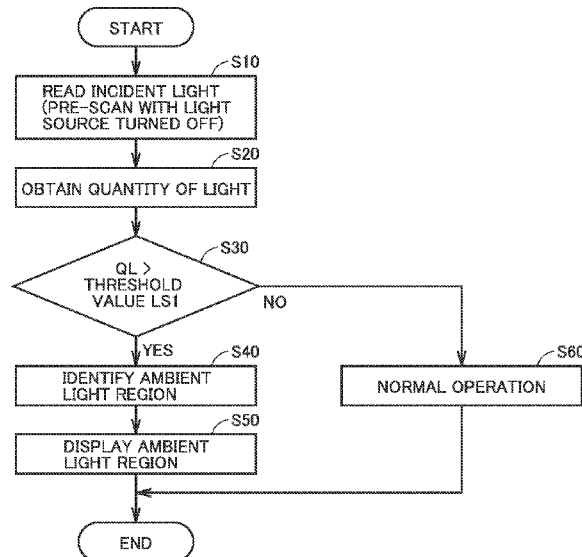 START
S10
READ INCIDENT LIGHT
(PRE-SCAN WITH LIGHT
SOURCE TURNED OFF)
S20
OBTAIN QUANTITY OF LIGHT
S30
QL >
THRESHOLD
VALUE LS1
NO
YES
S40
IDENTIFY AMBIENT
LIGHT REGION
S60
NORMAL OPERATION
S50
DISPLAY AMBIENT
LIGHT REGION
END